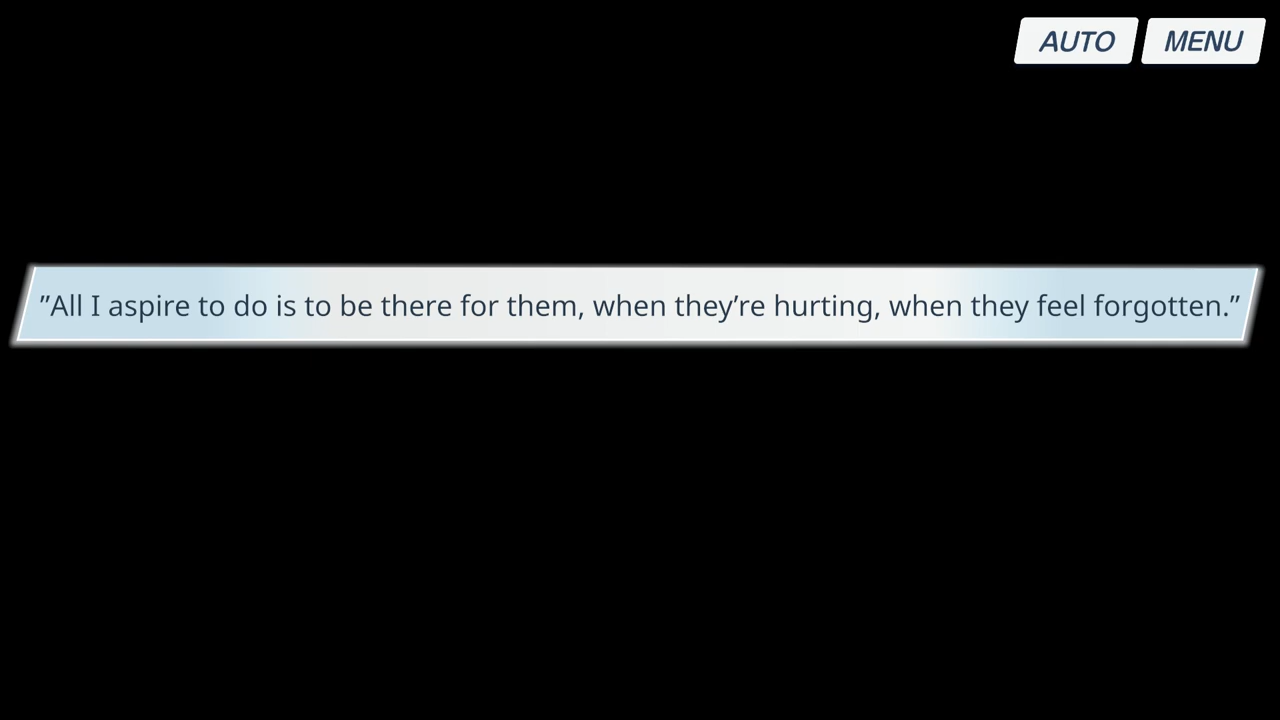 AUTO MENU
”All I aspire to do is to be there for them, when they’re hurting, when they feel forgotten.”